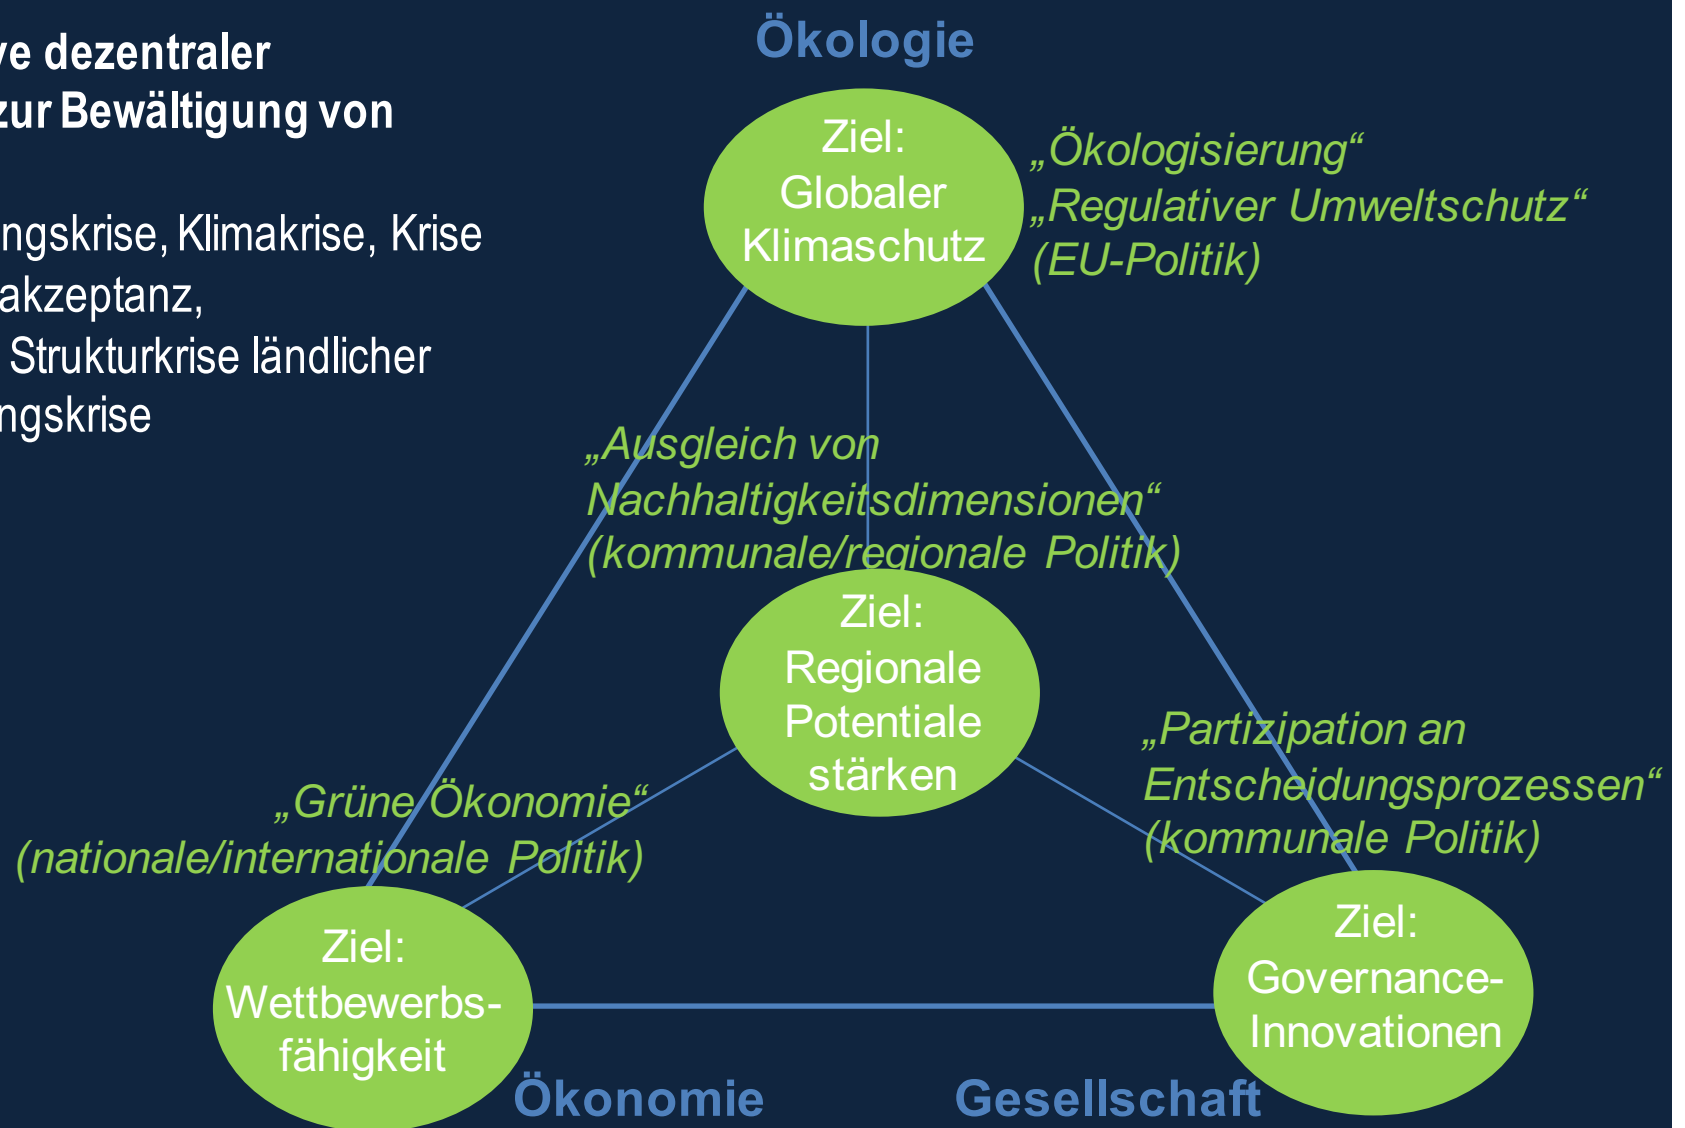 Ökologie
ve dezentraler
zur Bewältigung von
ngskrise, Klimakrise, Krise
akzeptanz,
Strukturkrise ländlicher
ngskrise
Ziel:
Globaler
Klimaschutz
„Ökologisierung“
„Regulativer Umweltschutz“
(EU-Politik)
„Ausgleich von
Nachhaltigkeitsdimensionen“
(kommunale/regionale Politik)
Ziel:
Regionale
Potentiale
stärken
„Partizipation an
Entscheidungsprozessen“
(kommunale Politik)
„Grüne Ökonomie“
(nationale/internationale Politik)
Ziel:
Wettbewerbs-
fähigkeit
Ziel:
Governance-
Innovationen
Ökonomie
Gesellschaft